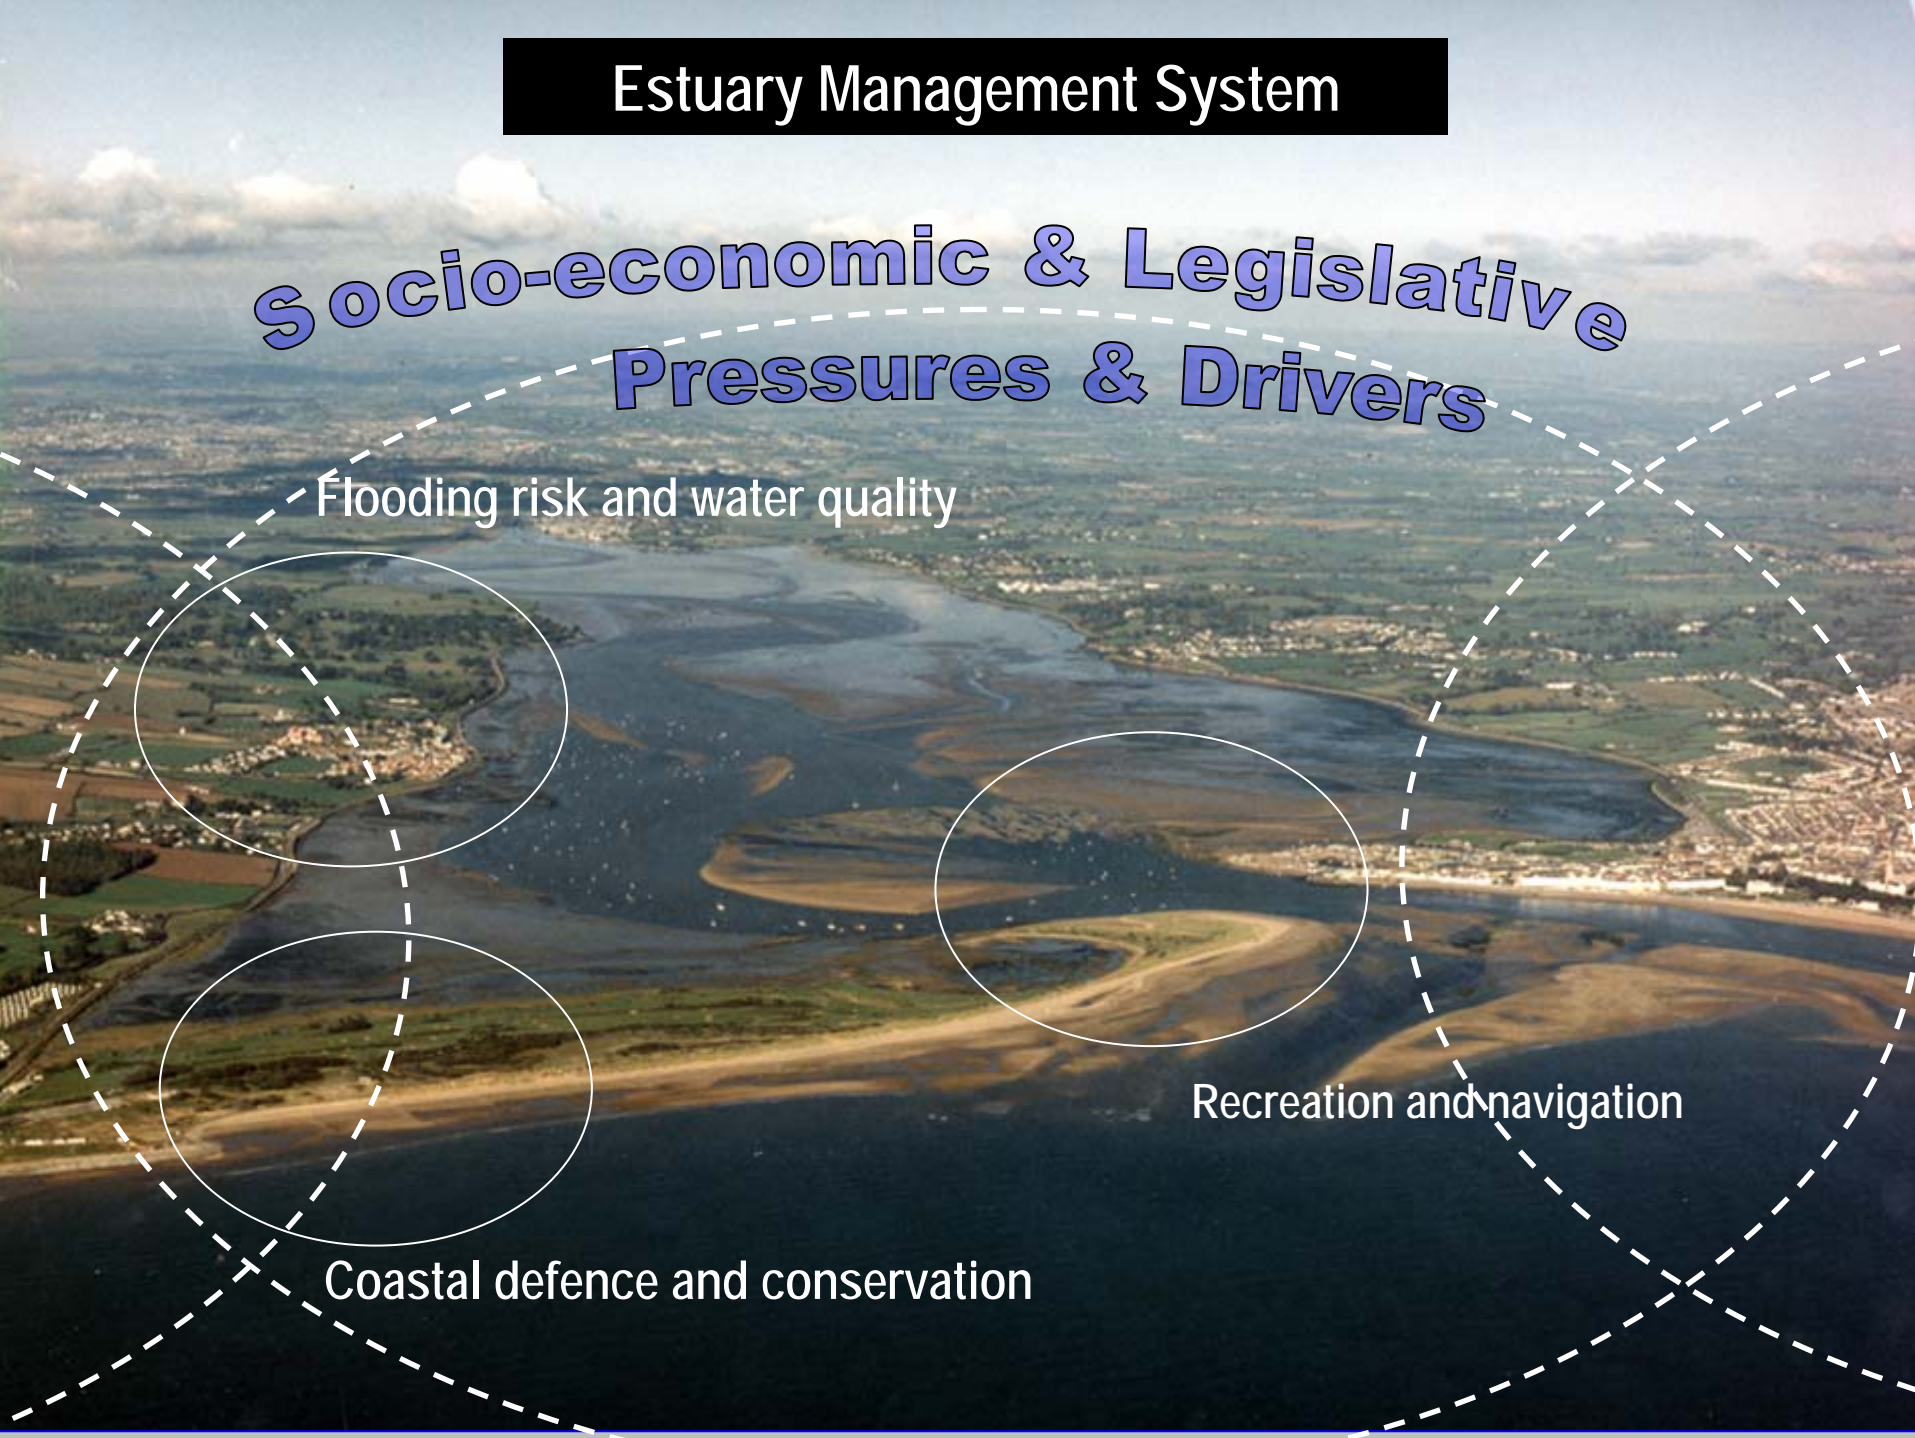 Estuary Management System
Socio-economic & Legislative
Pressures & Drivers
Flooding risk and water quality
Recreation and navigation
Coastal defence and conservation